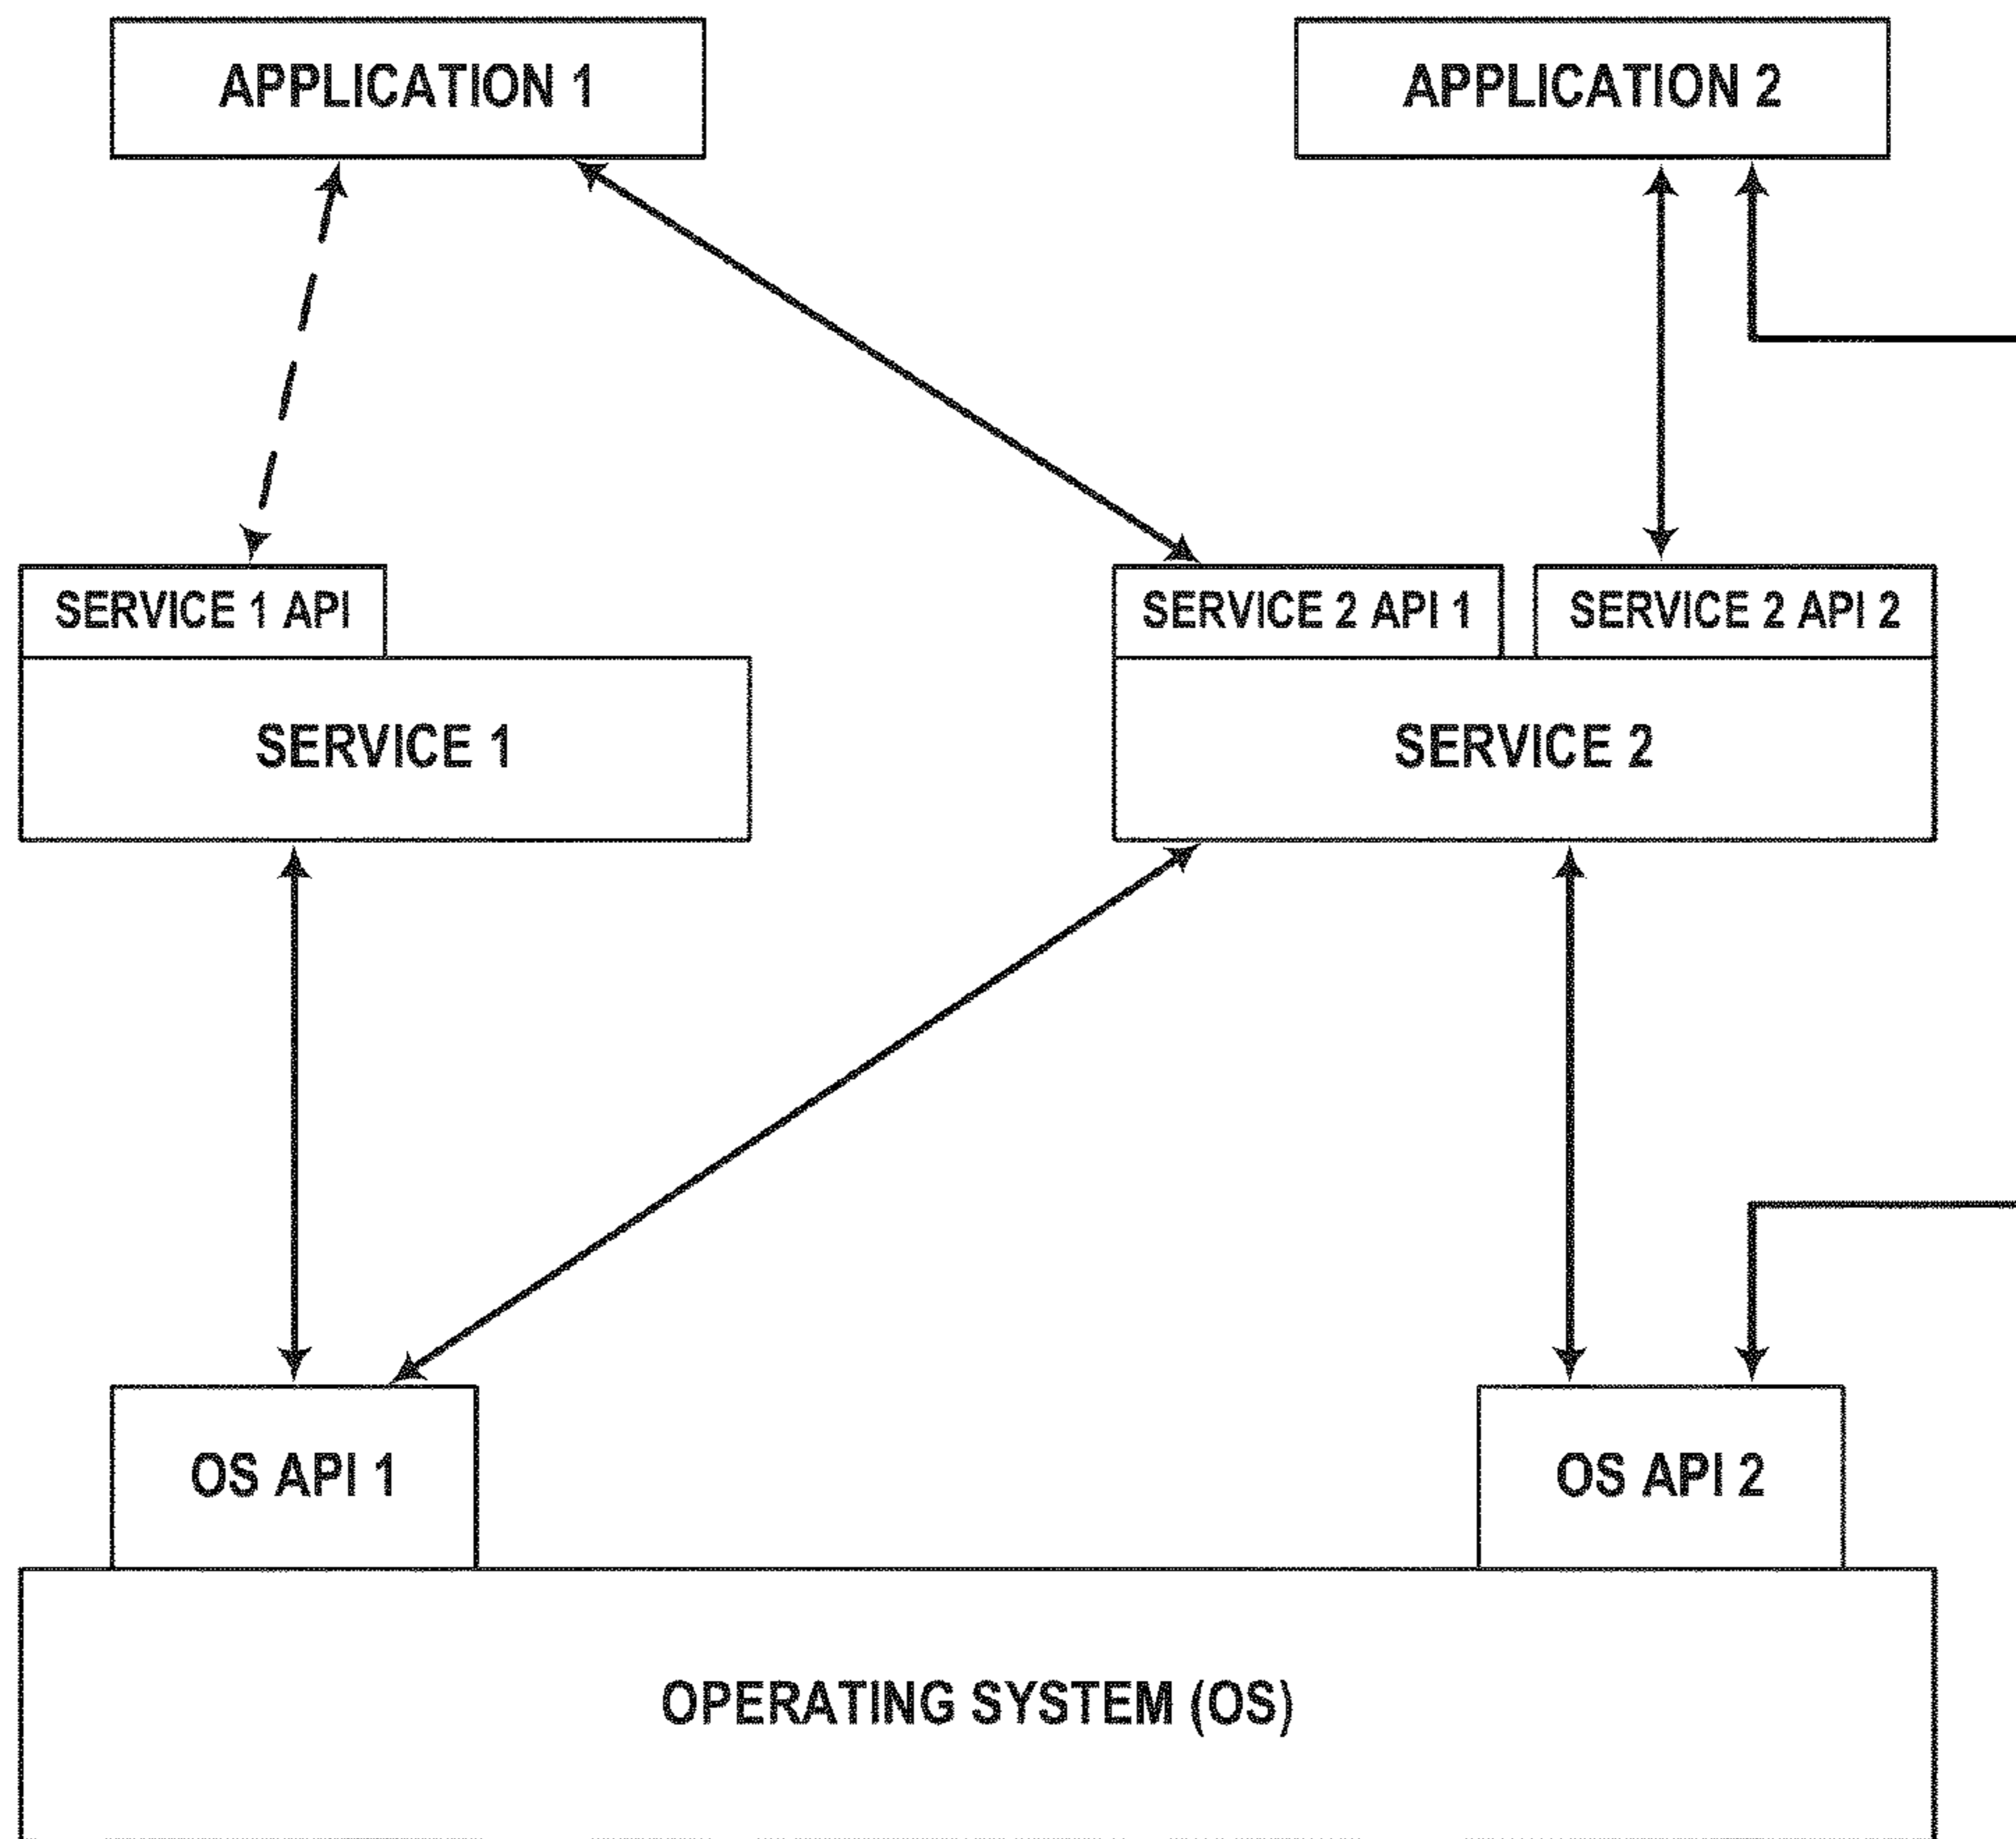 APPLICATION 1
APPLICATION 2
SERVICE 1 API
SERVICE 2 API 1
SERVICE 2 API 2
SERVICE 1
SERVICE 2
OS API 1
OS API 2
OPERATING SYSTEM (OS)